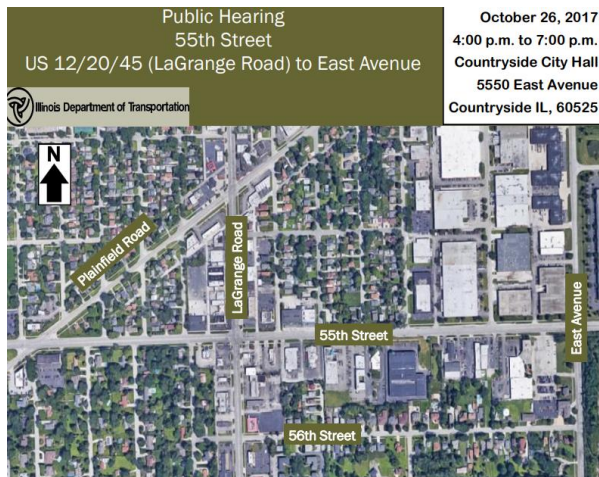 Public Hearing
55th Street
US 12/20/45 (LaGrange Road) to East Avenue
Illinois Department of Transportation
October 26, 2017
4:00 p.m. to 7:00 p.m.
Countryside City Hall
5550 East Avenue
Countryside IL, 60525
N
Plainfield Road
LaGrange Road
55th Street
East Avenue
56th Street